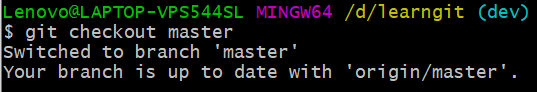 Lenovo@LAPTOP-VPS544SL MINGW64 /d/learngit (dev)
$ git checkout master
Switched to branch 'master'
Your branch is up to date with 'origin/master'.